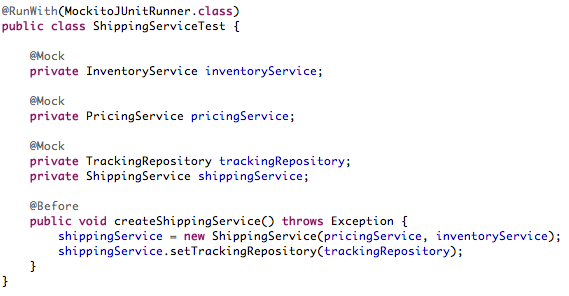 @RunWith(MockitoJUnitRunner.class)
public class ShippingServiceTest {
@Mock
private InventoryService inventoryService;
@Mock
private PricingService pricingService;
@Mock
private TrackingRepository trackingRepository;
private ShippingService shippingService;
@Before
public void createShippingService() throws Exception {
shippingService = new ShippingService(pricingService, inventoryService);
shippingService.setTrackingRepository(trackingRepository);
}
}